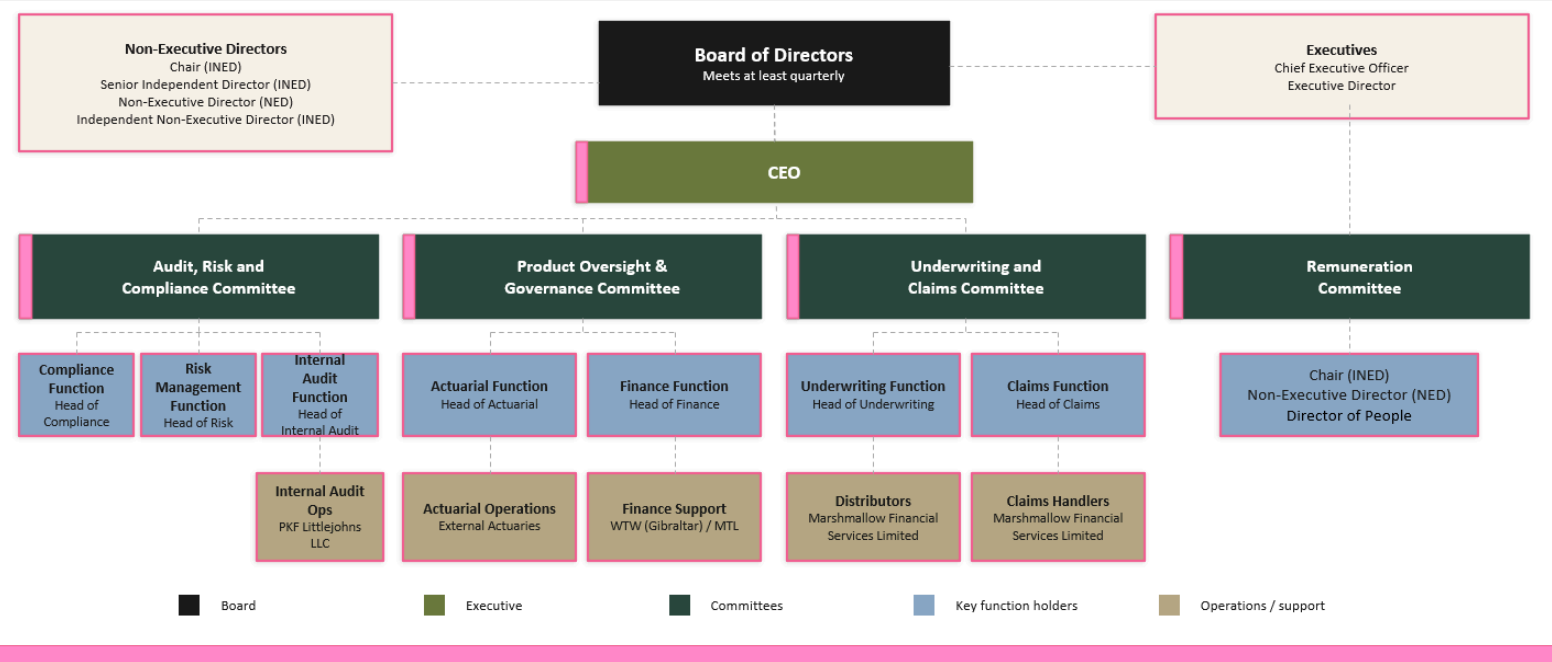 Non-Executive Directors
Chair (INED)
Senior Independent Director (INED)
Non-Executive Director (NED)
Independent Non-Executive Director (INED)
Board of Directors
Meets at least quarterly
Executives
Chief Executive Officer
Executive Director
CEO
Audit, Risk and
Compliance Committee
Product Oversight &
Governance Committee
Underwriting and
Claims Committee
Remuneration
Committee
Compliance
Function
Head of
Compliance
Risk
Management
Function
Head of Risk
Internal
Audit
Function
Head of
Internal Audit
Actuarial Function
Head of Actuarial
Finance Function
Head of Finance
Underwriting Function
Head of Underwriting
Claims Function
Head of Claims
Chair (INED)
Non-Executive Director (NED)
Director of People
Internal Audit
Ops
PKF Littlejohns
LLC
Actuarial Operations
External Actuaries
Finance Support
WTW (Gibraltar) / MTL
Distributors
Marshmallow Financial
Services Limited
Claims Handlers
Marshmallow Financial
Services Limited
Board
Executive
Committees
Key function holders
Operations / support